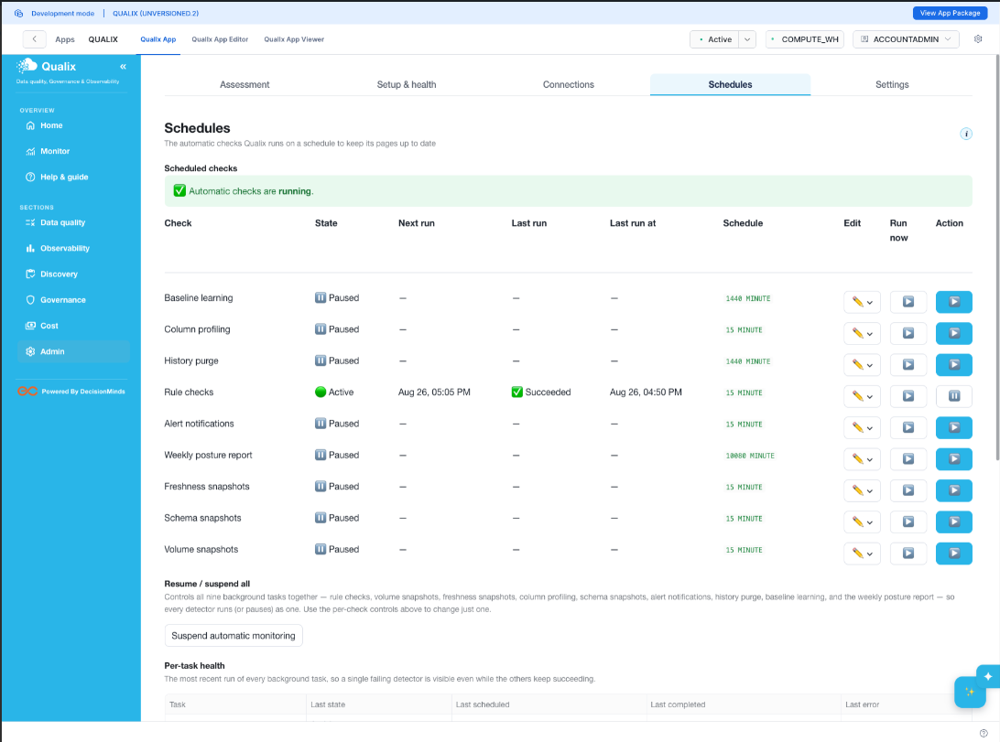 Development mode | QUALIX (UNVERSIONED.2) View App Package
Apps QUALIX Qualix App Qualix App Editor Qualix App Viewer Active COMPUTE_WH ACCOUNTADMIN
Qualix «
Data quality, Governance & Observability
OVERVIEW
Home
Monitor
Help & guide
SECTIONS
Data quality
Observability
Discovery
Governance
Cost
Admin
Powered By DecisionMinds
Assessment Setup & health Connections Schedules Settings
Schedules
The automatic checks Qualix runs on a schedule to keep its pages up to date
i
Scheduled checks
Automatic checks are running.
Check State Next run Last run Last run at Schedule Edit Run now Action
Baseline learning Paused — — — 1440 MINUTE
Column profiling Paused — — — 15 MINUTE
History purge Paused — — — 1440 MINUTE
Rule checks Active Aug 26, 05:05 PM Succeeded Aug 26, 04:50 PM 15 MINUTE
Alert notifications Paused — — — 15 MINUTE
Weekly posture report Paused — — — 10080 MINUTE
Freshness snapshots Paused — — — 15 MINUTE
Schema snapshots Paused — — — 15 MINUTE
Volume snapshots Paused — — — 15 MINUTE
Resume / suspend all
Controls all nine background tasks together — rule checks, volume snapshots, freshness snapshots, column profiling, schema snapshots, alert notifications, history purge, baseline learning, and the weekly posture report — so
every detector runs (or pauses) as one. Use the per-check controls above to change just one.
Suspend automatic monitoring
Per-task health
The most recent run of every background task, so a single failing detector is visible even while the others keep succeeding.
Task Last state Last scheduled Last completed Last error